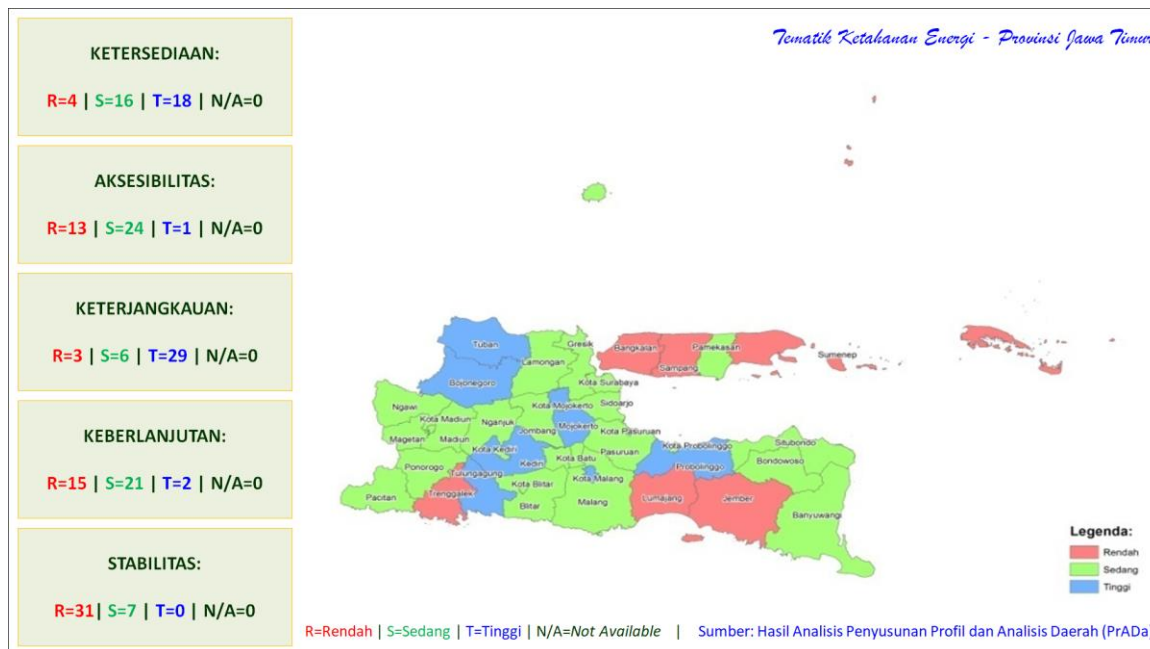 Tematik Ketahanan Energi - Provinsi Jawa Timur
KETERSEDIAAN:
R=4 | S=16 | T=18 | N/A=0
AKSESIBILITAS:
R=13 | S=24 | T=1 | N/A=0
KETERJANGKAUAN:
R=3 | S=6 | T=29 | N/A=0
KEBERLANJUTAN:
R=15 | S=21 | T=2 | N/A=0
STABILITAS:
R=31| S=7 | T=0 | N/A=0
Tuban
Gresik
Bangkalan
Pamekasan
Lamongan
Sampang
Sumenep
Bojonegoro
Kota Surabaya
Ngawi
Kota Mojokerto
Sidoarjo
Kota Madiun
Nganjuk
Jombang
Mojokerto
Kota Pasuruan
Magetan
Madiun
Kota Kediri
Kota Probolinggo
Situbondo
Ponorogo
Tulungagung
Kediri
Kota Batu
Pasuruan
Probolinggo
Bondowoso
Pacitan
Trenggalek
Kota Blitar
Kota Malang
Blitar
Malang
Lumajang
Jember
Banyuwangi
Legenda:
Rendah
Sedang
Tinggi
R=Rendah | S=Sedang | T=Tinggi | N/A=Not Available | Sumber: Hasil Analisis Penyusunan Profil dan Analisis Daerah (PrADa)